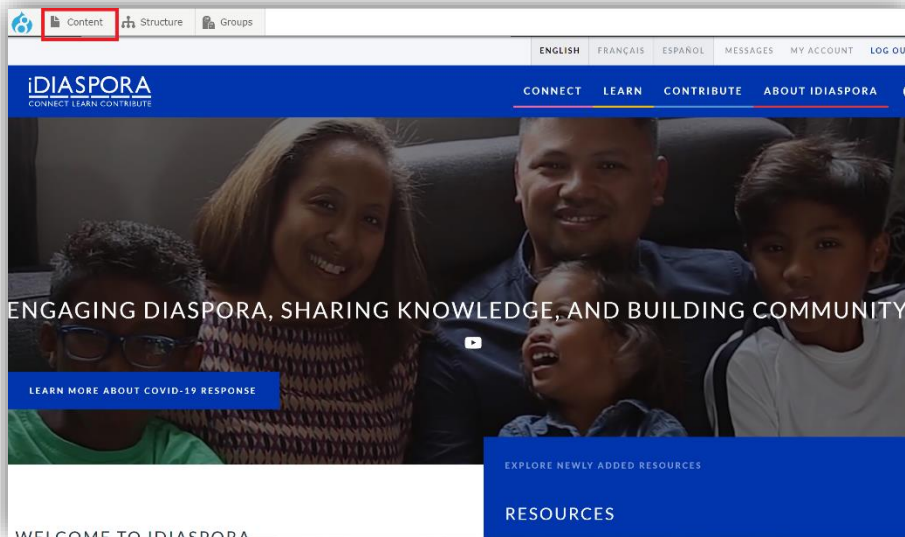 Content Structure Groups
ENGLISH FRANÇAIS ESPAÑOL MESSAGES MY ACCOUNT LOG OU
iDIASPORA
CONNECT LEARN CONTRIBUTE
CONNECT LEARN CONTRIBUTE ABOUT IDIASPORA
ENGAGING DIASPORA, SHARING KNOWLEDGE, AND BUILDING COMMUNITY
LEARN MORE ABOUT COVID-19 RESPONSE
EXPLORE NEWLY ADDED RESOURCES
RESOURCES
WELCOME TO IDIASPORA